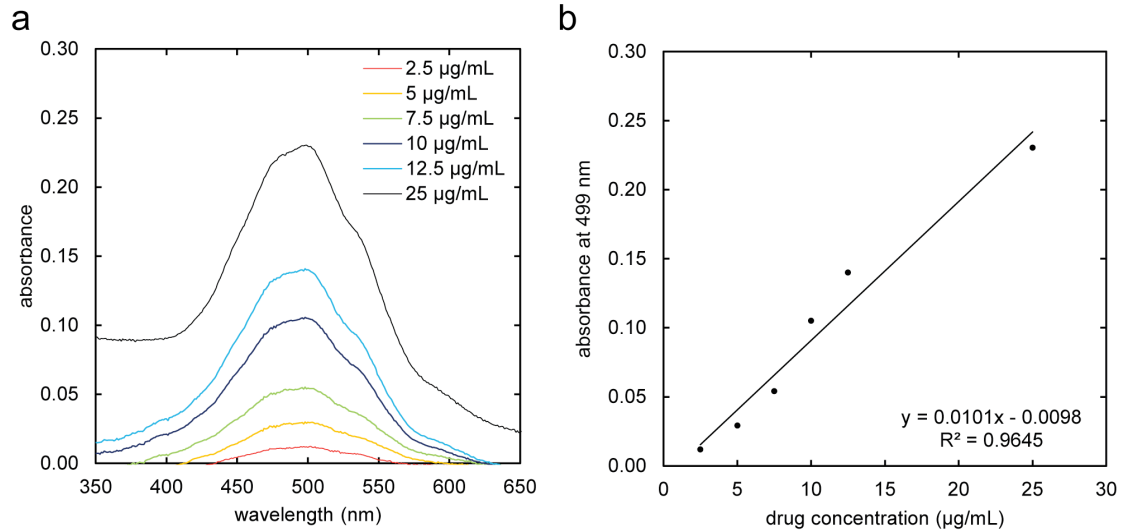 a
0.30
0.25
0.20
0.15
0.10
0.05
0.00
absorbance
350
400
450
500
550
600
650
wavelength (nm)
2.5 µg/mL
5 µg/mL
7.5 µg/mL
10 µg/mL
12.5 µg/mL
25 µg/mL
b
0.30
0.25
0.20
0.15
0.10
0.05
0.00
absorbance at 499 nm
0
5
10
15
20
25
30
drug concentration (µg/mL)
y = 0.0101x - 0.0098
R² = 0.9645